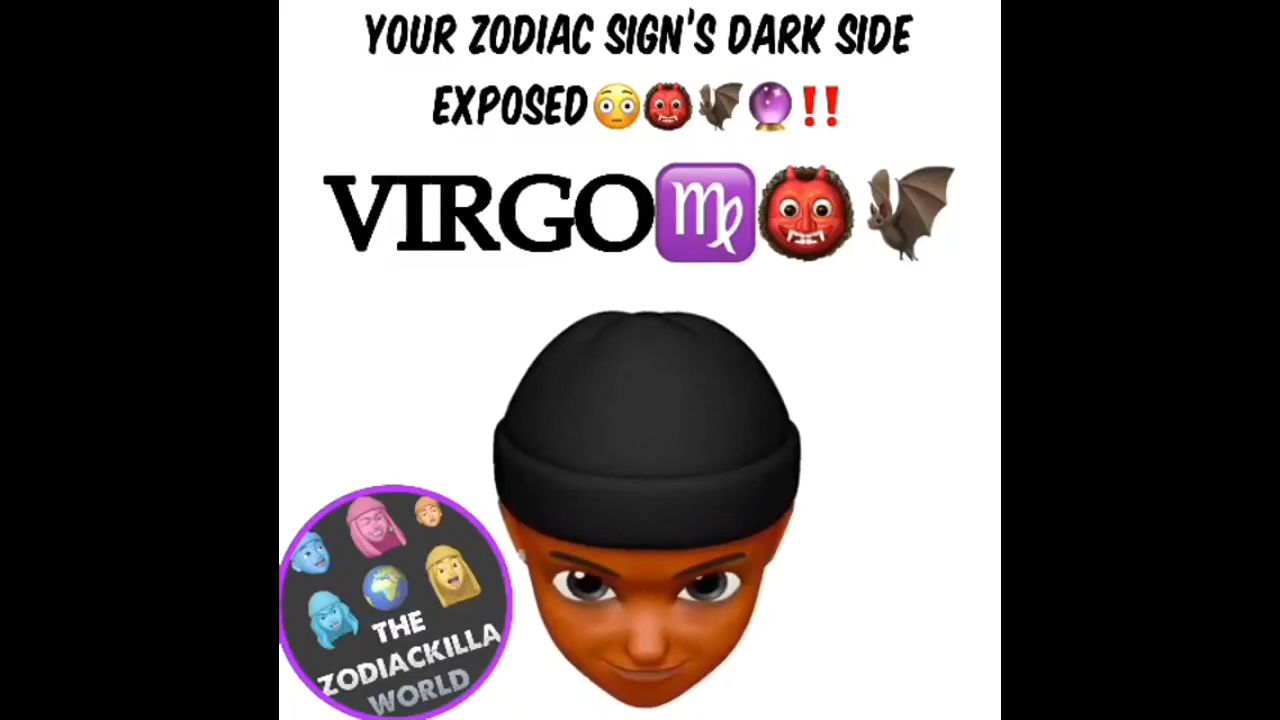 YOUR ZODIAC SIGN'S DARK SIDE
EXPOSED😳👹🦇🔮‼️
VIRGO♍👹🦇
THE
ZODIACKILLA
WORLD